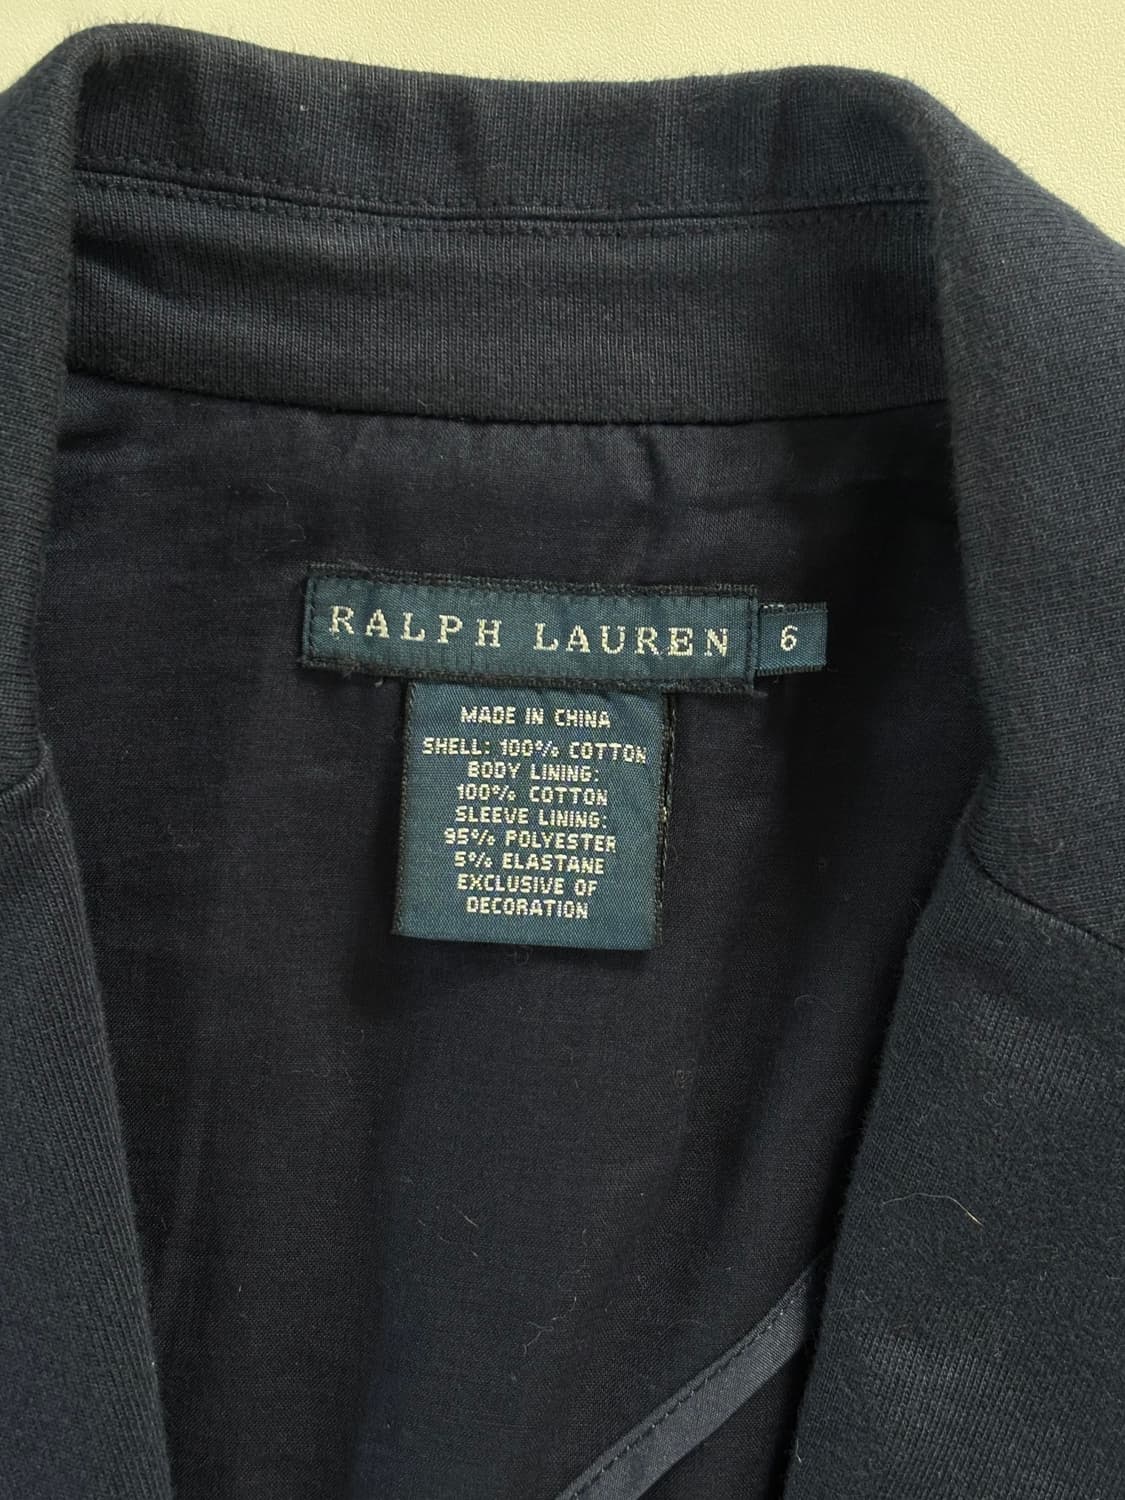 RALPH LAUREN 6
MADE IN CHINA
SHELL: 100% COTTON
BODY LINING:
100% COTTON
SLEEVE LINING:
95% POLYESTER
5% ELASTANE
EXCLUSIVE OF
DECORATION